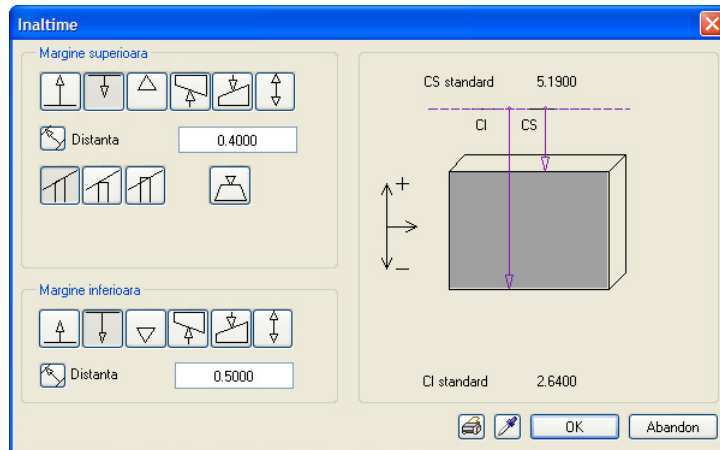 Inaltime
Margine superioara
Distanta 0.4000
Margine inferioara
Distanta 0.5000
CS standard 5.1900
CI CS
+
–
CI standard 2.6400
OK Abandon